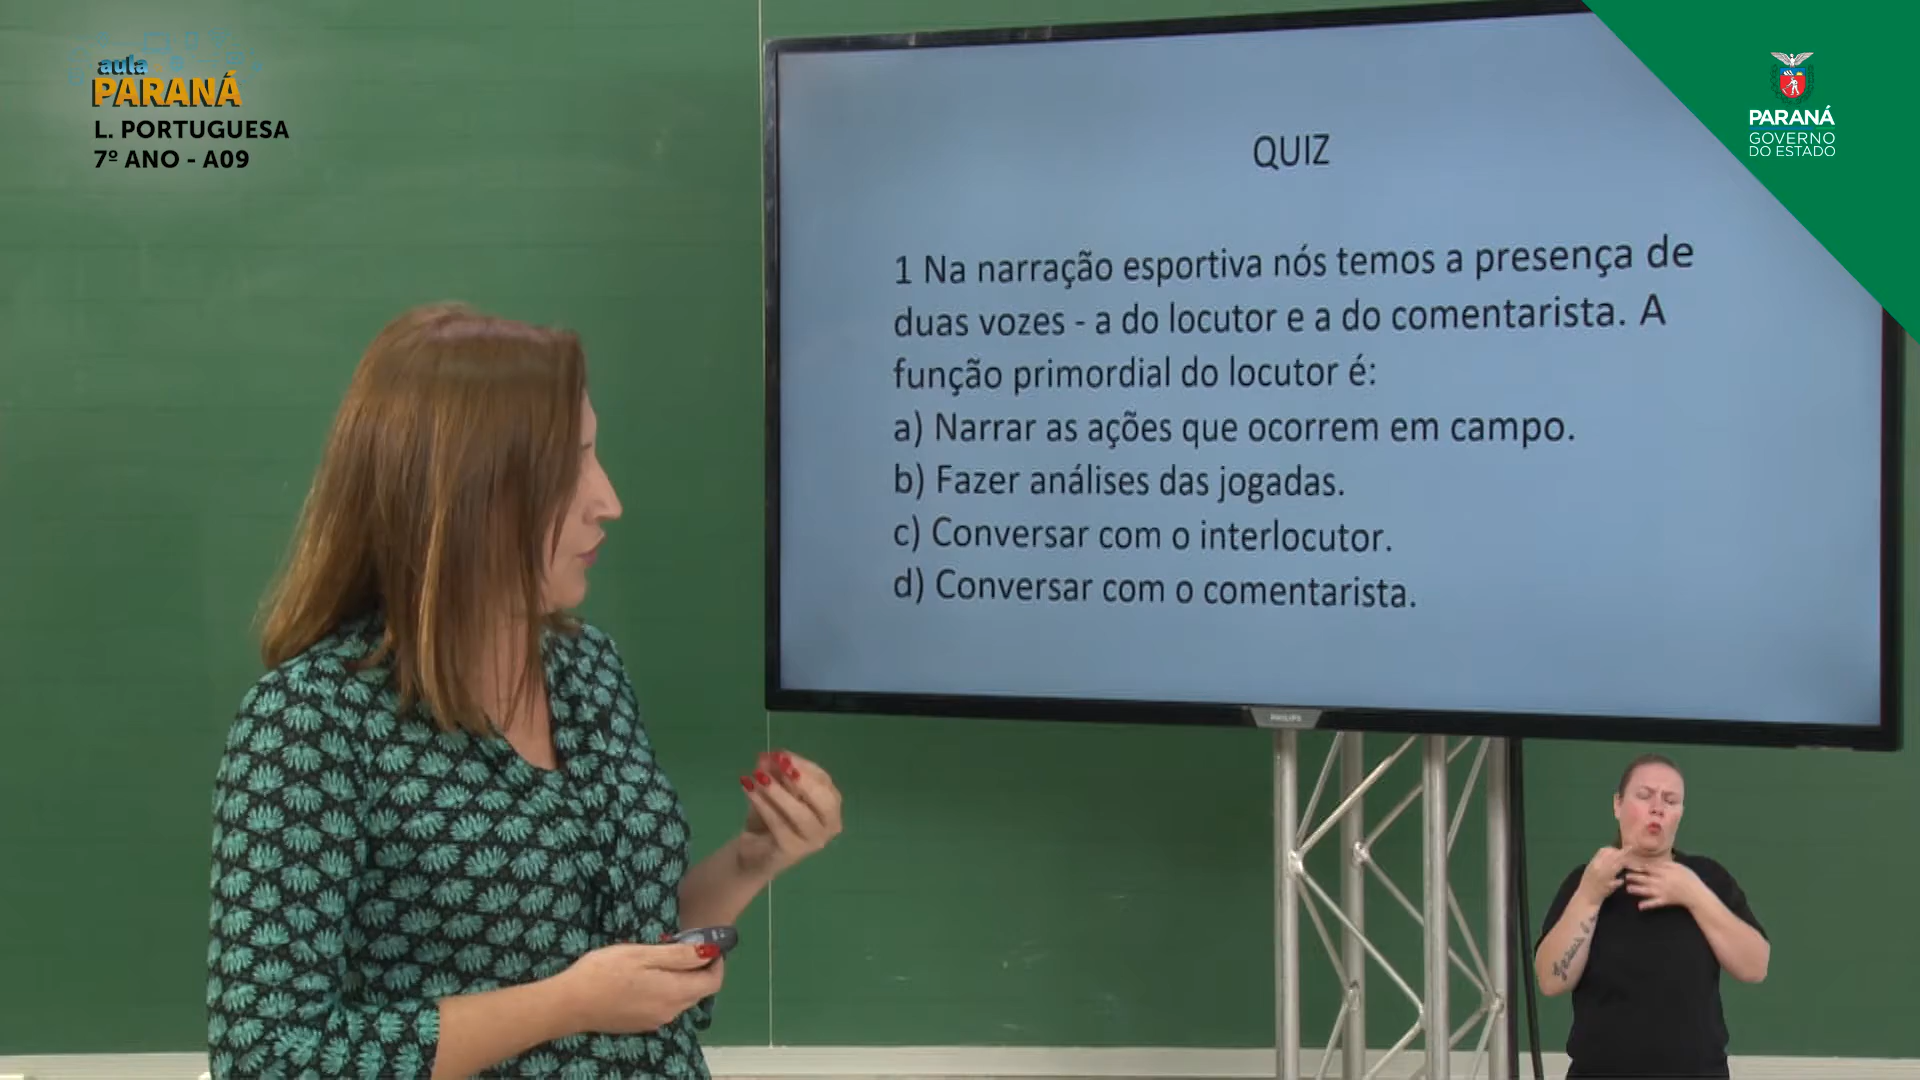 aula
PARANÁ
L. PORTUGUESA
7º ANO - A09
PARANÁ
GOVERNO
DO ESTADO
QUIZ
1 Na narração esportiva nós temos a presença de
duas vozes - a do locutor e a do comentarista. A
função primordial do locutor é:
a) Narrar as ações que ocorrem em campo.
b) Fazer análises das jogadas.
c) Conversar com o interlocutor.
d) Conversar com o comentarista.
PHILIPS